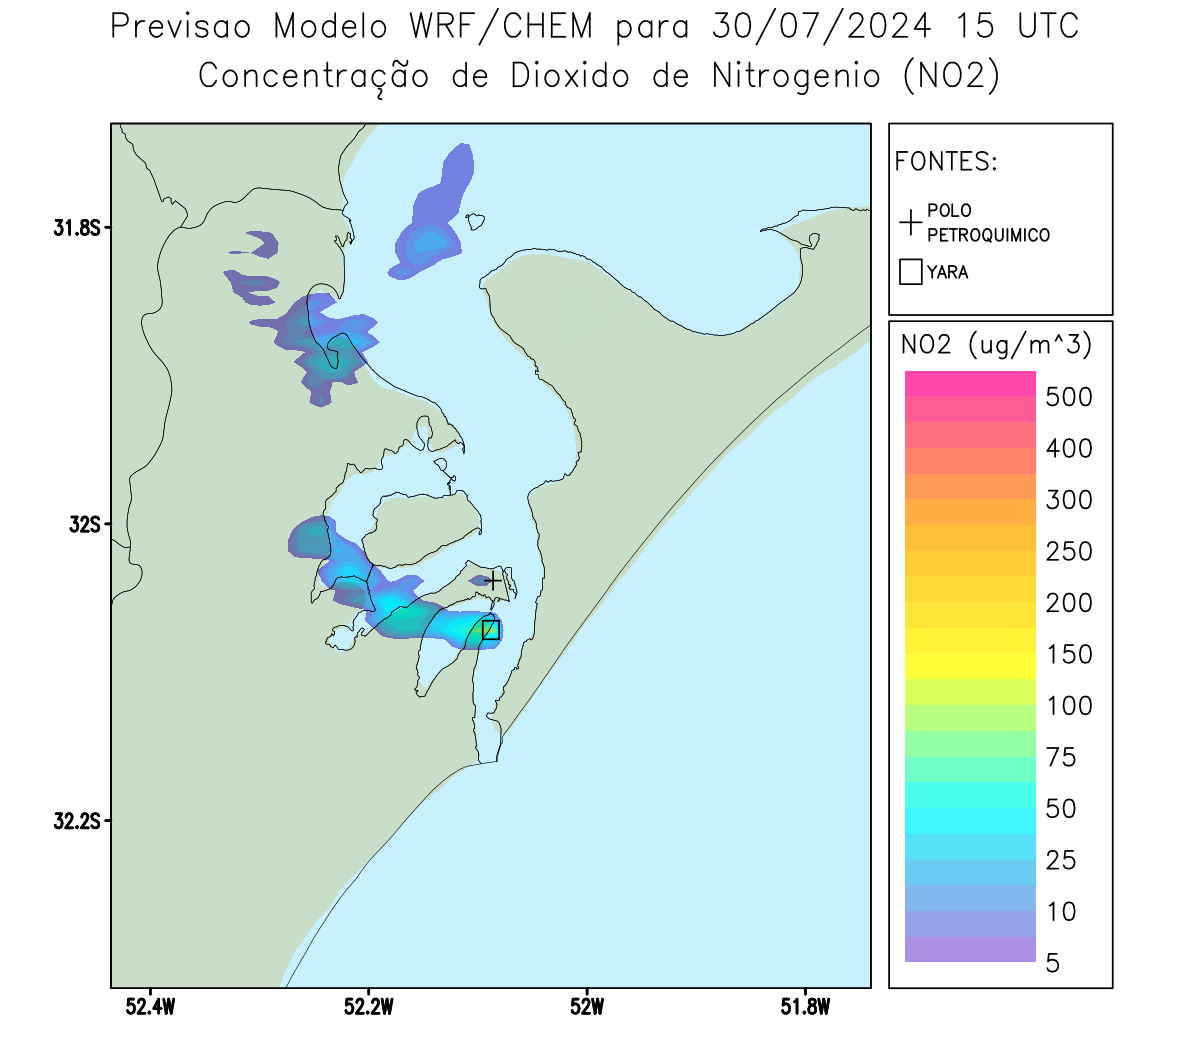 Previsao Modelo WRF/CHEM para 30/07/2024 15 UTC
Concentração de Dioxido de Nitrogenio (NO2)
FONTES:
POLO
PETROQUIMICO
YARA
NO2 (ug/m^3)
500
400
300
250
200
150
100
75
50
25
10
5
31.8S
32S
32.2S
52.4W
52.2W
52W
51.8W